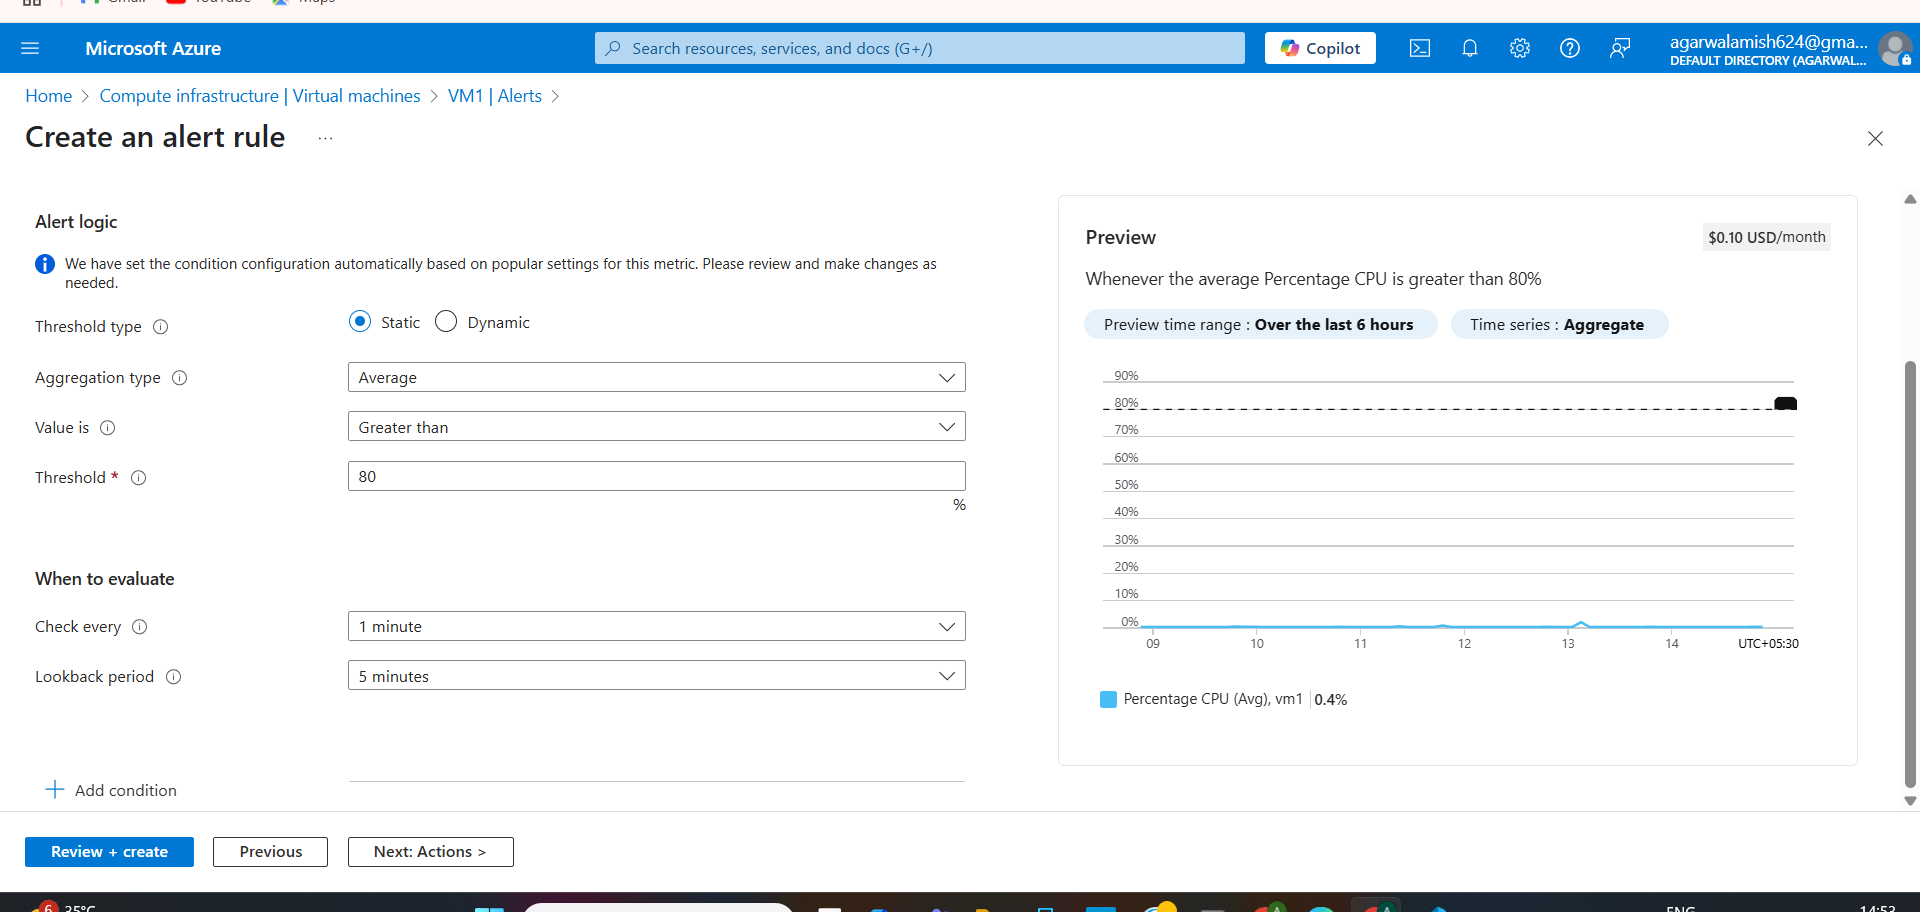 Microsoft Azure
Search resources, services, and docs (G+/)
Copilot
agarwalamish624@gma...
DEFAULT DIRECTORY (AGARWAL...
Home > Compute infrastructure | Virtual machines > VM1 | Alerts >
Create an alert rule ...
Alert logic
We have set the condition configuration automatically based on popular settings for this metric. Please review and make changes as
needed.
Threshold type
Static
Dynamic
Aggregation type
Average
Value is
Greater than
Threshold *
80
%
When to evaluate
Check every
1 minute
Lookback period
5 minutes
Add condition
Preview
$0.10 USD/month
Whenever the average Percentage CPU is greater than 80%
Preview time range : Over the last 6 hours
Time series : Aggregate
90%
80%
70%
60%
50%
40%
30%
20%
10%
0%
09 10 11 12 13 14 UTC+05:30
Percentage CPU (Avg), vm1 | 0.4%
Review + create
Previous
Next: Actions >
6
35°C
ENG
14:53